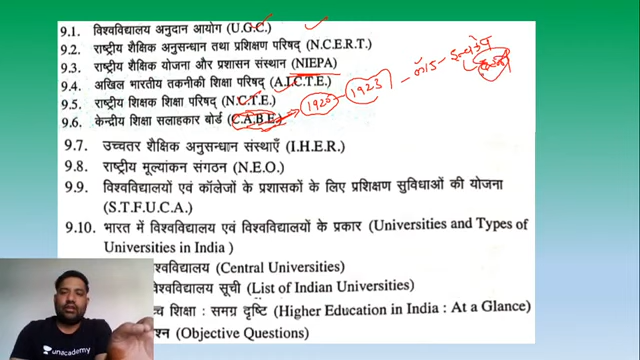 9.1. विश्वविद्यालय अनुदान आयोग (U.G.C.)
9.2. राष्ट्रीय शैक्षिक अनुसन्धान तथा प्रशिक्षण परिषद् (N.C.E.R.T.)
9.3. राष्ट्रीय शैक्षिक योजना और प्रशासन संस्थान (NIEPA)
9.4. अखिल भारतीय तकनीकी शिक्षा परिषद् (A.I.C.T.E.)
9.5. राष्ट्रीय शिक्षक शिक्षा परिषद् (N.C.T.E.)
9.6. केन्द्रीय शिक्षा सलाहकार बोर्ड (C.A.B.E.) 1920 - 1923
9.7. उच्चतर शैक्षिक अनुसन्धान संस्थाएँ (I.H.E.R.)
9.8. राष्ट्रीय मूल्यांकन संगठन (N.E.O.)
9.9. विश्वविद्यालयों एवं कॉलेजों के प्रशासकों के लिए प्रशिक्षण सुविधाओं की योजना
(S.T.F.U.C.A.)
9.10. भारत में विश्वविद्यालय एवं विश्वविद्यालयों के प्रकार (Universities and Types of
Universities in India)
विश्वविद्यालय (Central Universities)
विश्वविद्यालय सूची (List of Indian Universities)
शिक्षा : समग्र दृष्टि (Higher Education in India : At a Glance)
(Objective Questions)
unacademy